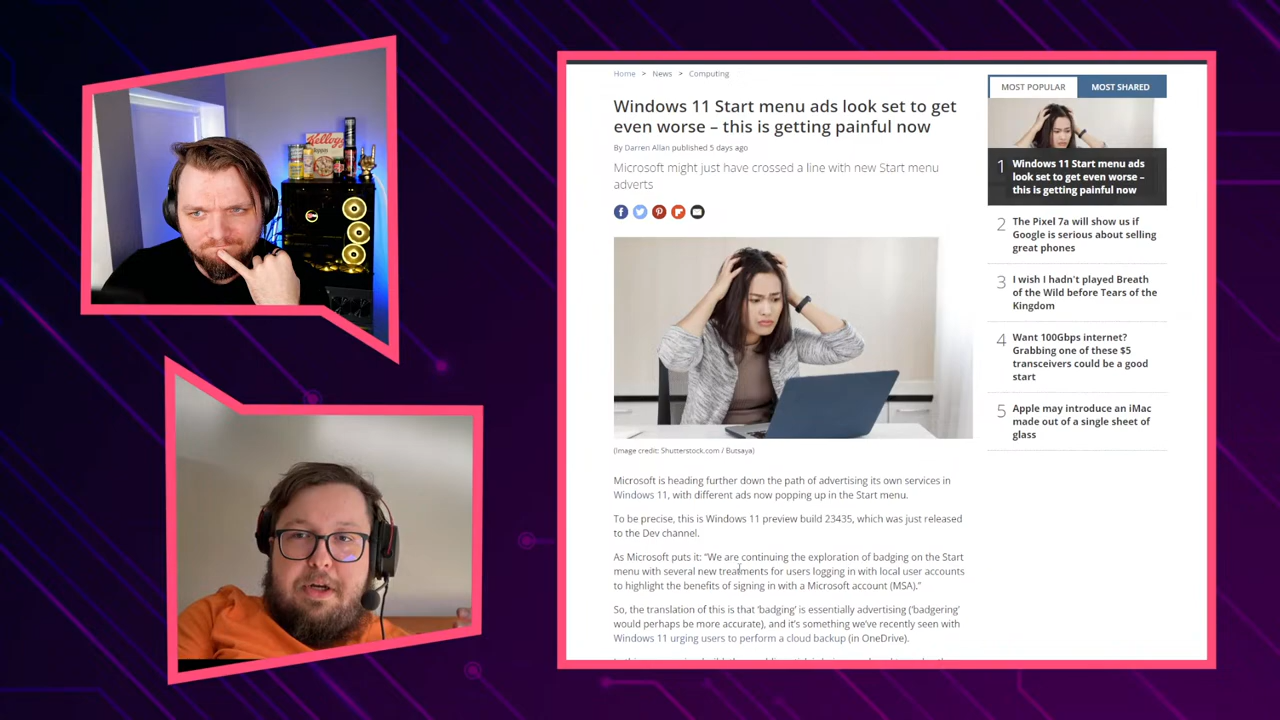 Kellogg's
Home > News > Computing
Windows 11 Start menu ads look set to get
even worse – this is getting painful now
By Darren Allan published 5 days ago
Microsoft might just have crossed a line with new Start menu
adverts
(Image credit: Shutterstock.com / Butsaya)
Microsoft is heading further down the path of advertising its own services in
Windows 11, with different ads now popping up in the Start menu.
To be precise, this is Windows 11 preview build 23435, which was just released
to the Dev channel.
As Microsoft puts it: “We are continuing the exploration of badging on the Start
menu with several new treatments for users logging in with local user accounts
to highlight the benefits of signing in with a Microsoft account (MSA).”
So, the translation of this is that ‘badging’ is essentially advertising (‘badgering’
would perhaps be more accurate), and it’s something we’ve recently seen with
Windows 11 urging users to perform a cloud backup (in OneDrive).
MOST POPULAR
MOST SHARED
1 Windows 11 Start menu ads
look set to get even worse –
this is getting painful now
2 The Pixel 7a will show us if
Google is serious about selling
great phones
3 I wish I hadn't played Breath
of the Wild before Tears of the
Kingdom
4 Want 100Gbps internet?
Grabbing one of these $5
transceivers could be a good
start
5 Apple may introduce an iMac
made out of a single sheet of
glass